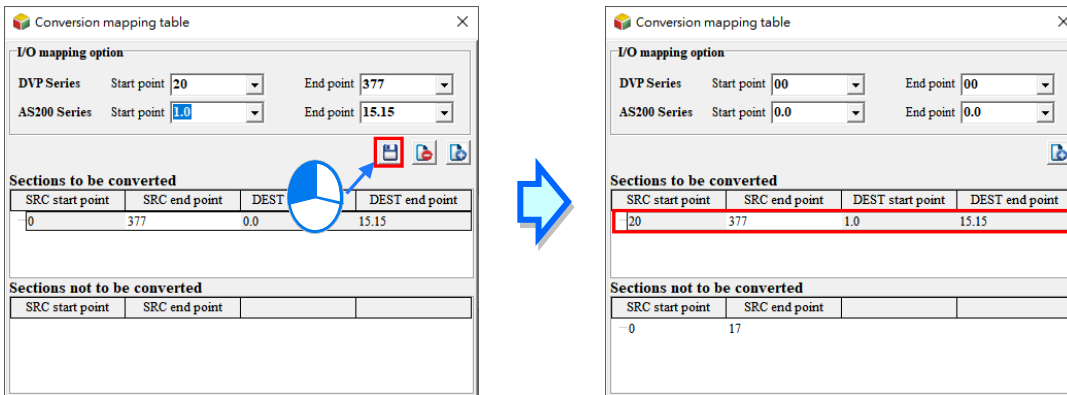 Conversion mapping table
I/O mapping option
DVP Series Start point 20 End point 377
AS200 Series Start point 1.0 End point 15.15
Sections to be converted
SRC start point SRC end point DEST DEST end point
0 377 0.0 15.15
Sections not to be converted
SRC start point SRC end point
Conversion mapping table
I/O mapping option
DVP Series Start point 00 End point 00
AS200 Series Start point 0.0 End point 0.0
Sections to be converted
SRC start point SRC end point DEST start point DEST end point
20 377 1.0 15.15
Sections not to be converted
SRC start point SRC end point
0 17